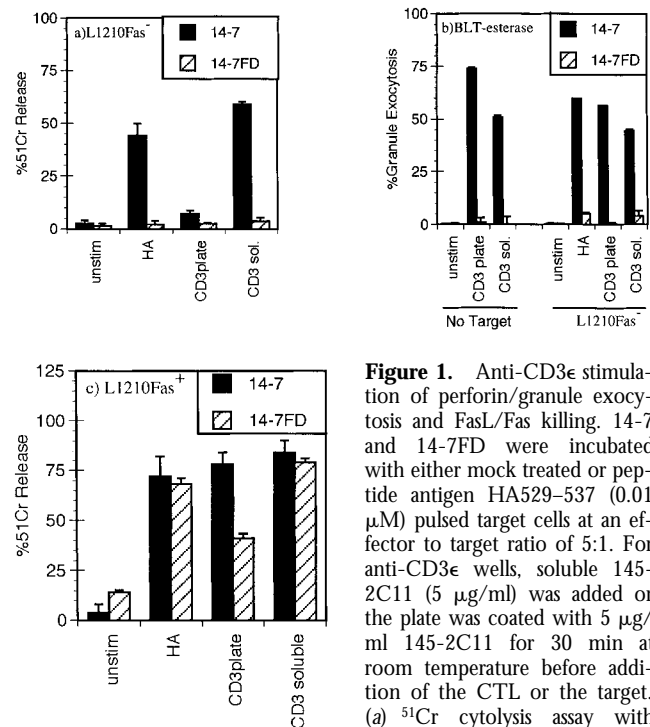 a)L1210Fas⁻
14-7
14-7FD
%51Cr Release
100
75
50
25
0
unstim
HA
CD3plate
CD3 sol.
b)BLT-esterase
14-7
14-7FD
%Granule Exocytosis
100
75
50
25
0
unstim
CD3 plate
CD3 sol.
unstim
HA
CD3 plate
CD3 sol.
No Target
L1210Fas⁻
c) L1210Fas⁺
14-7
14-7FD
%51Cr Release
125
100
75
50
25
0
unstim
HA
CD3plate
CD3 soluble
Figure 1. Anti-CD3ϵ stimula-
tion of perforin/granule exocy-
tosis and FasL/Fas killing. 14-7
and 14-7FD were incubated
with either mock treated or pep-
tide antigen HA529–537 (0.01
μM) pulsed target cells at an ef-
fector to target ratio of 5:1. For
anti-CD3ϵ wells, soluble 145-
2C11 (5 μg/ml) was added or
the plate was coated with 5 μg/
ml 145-2C11 for 30 min at
room temperature before addi-
tion of the CTL or the target.
(a) ⁵¹Cr cytolysis assay with